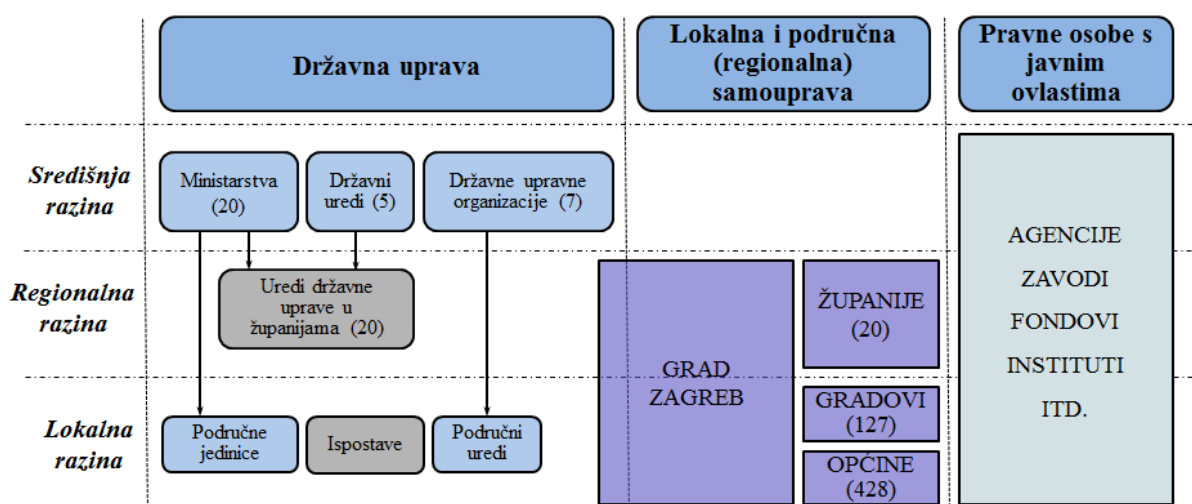 Državna uprava
Lokalna i područna
(regionalna)
samouprava
Pravne osobe s
javnim
ovlastima
Središnja
razina
Ministarstva
(20)
Državni
uredi (5)
Državne upravne
organizacije (7)
Regionalna
razina
Uredi državne
uprave u
županijama (20)
GRAD
ZAGREB
ŽUPANIJE
(20)
AGENCIJE
ZAVODI
FONDOVI
INSTITUTI
ITD.
Lokalna
razina
Područne
jedinice
Ispostave
Područni
uredi
GRADOVI
(127)
OPĆINE
(428)